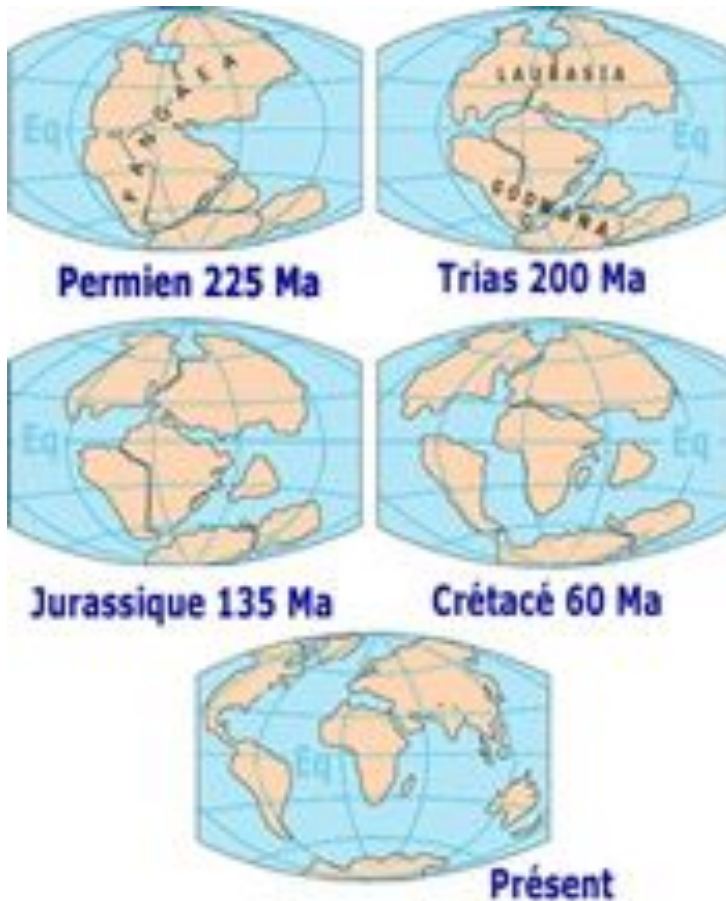 PANGAEA
Eq
Permien 225 Ma
LAURASIA
Eq
GODWANA
Trias 200 Ma
Eq
Jurassique 135 Ma
Eq
Crétacé 60 Ma
Eq
Présent